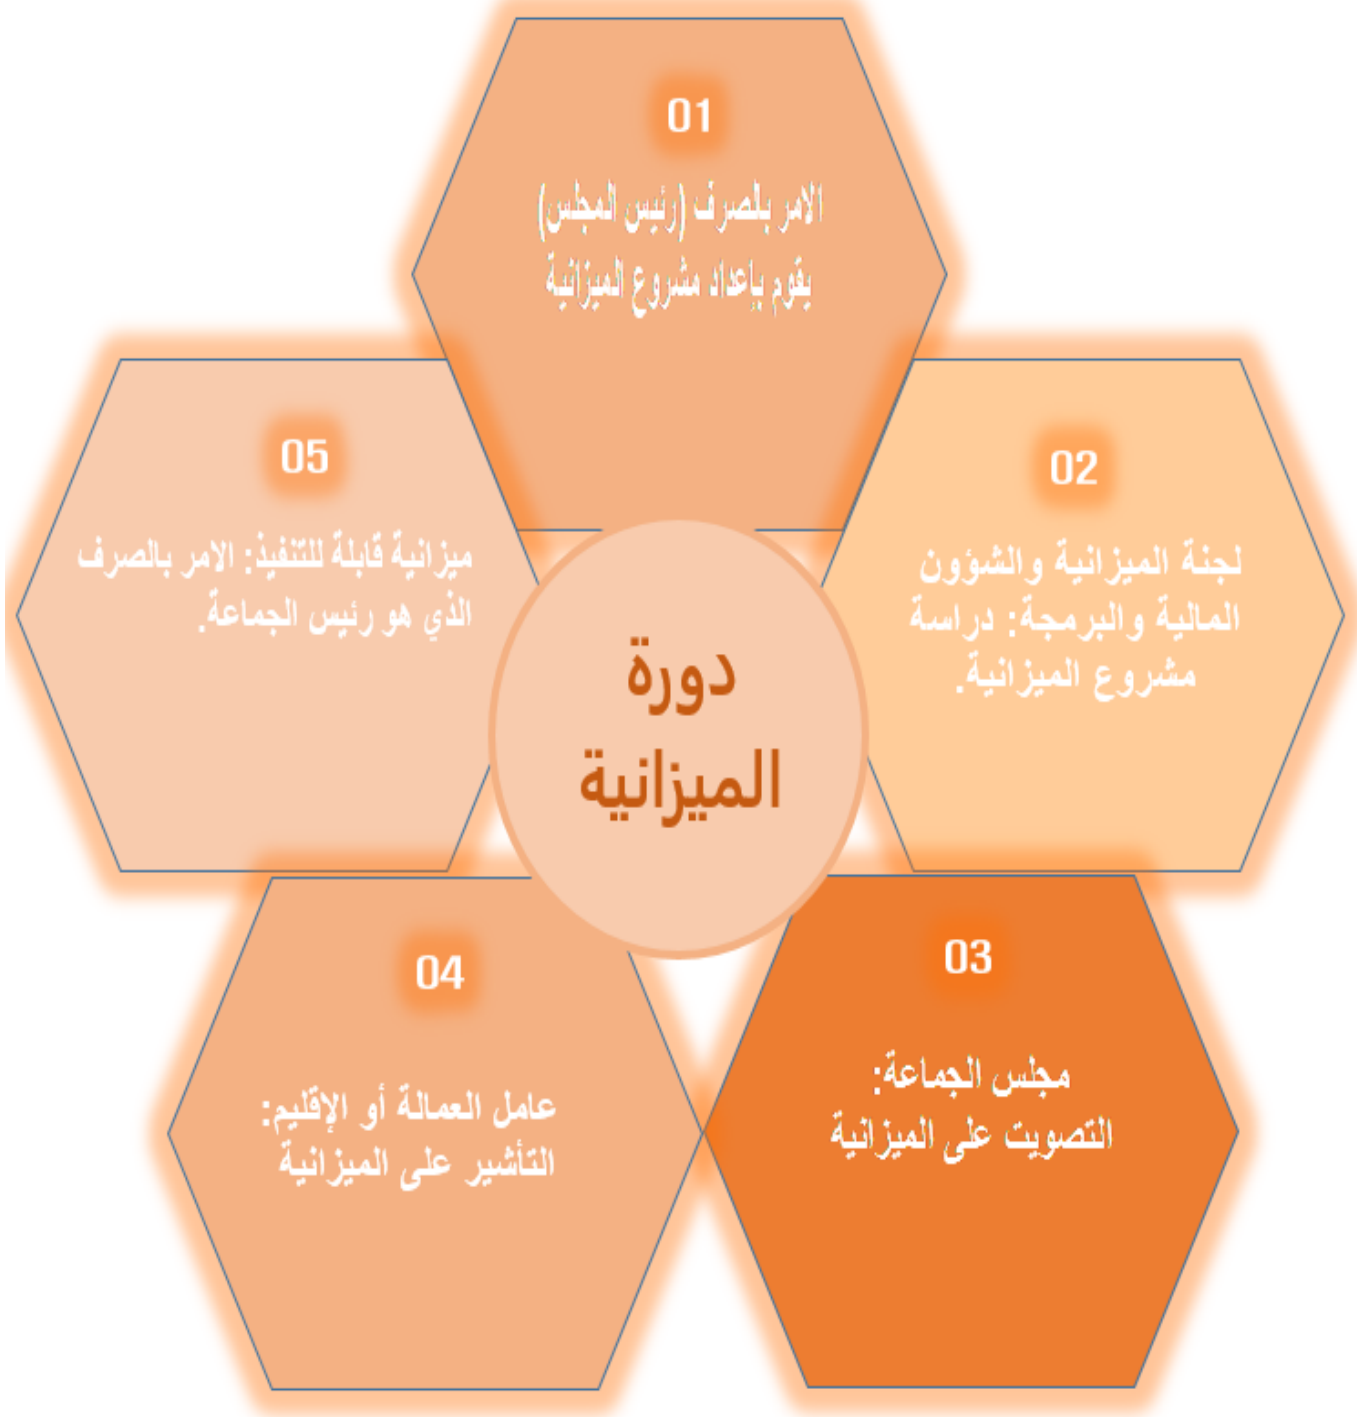 01
الامر بالصرف (رئيس المجلس)
يقوم بإعداد مشروع الميزانية
02
لجنة الميزانية والشؤون
المالية والبرمجة: دراسة
مشروع الميزانية.
03
مجلس الجماعة:
التصويت على الميزانية
04
عامل العمالة أو الإقليم:
التأشير على الميزانية
05
ميزانية قابلة للتنفيذ: الامر بالصرف
الذي هو رئيس الجماعة.
دورة
الميزانية